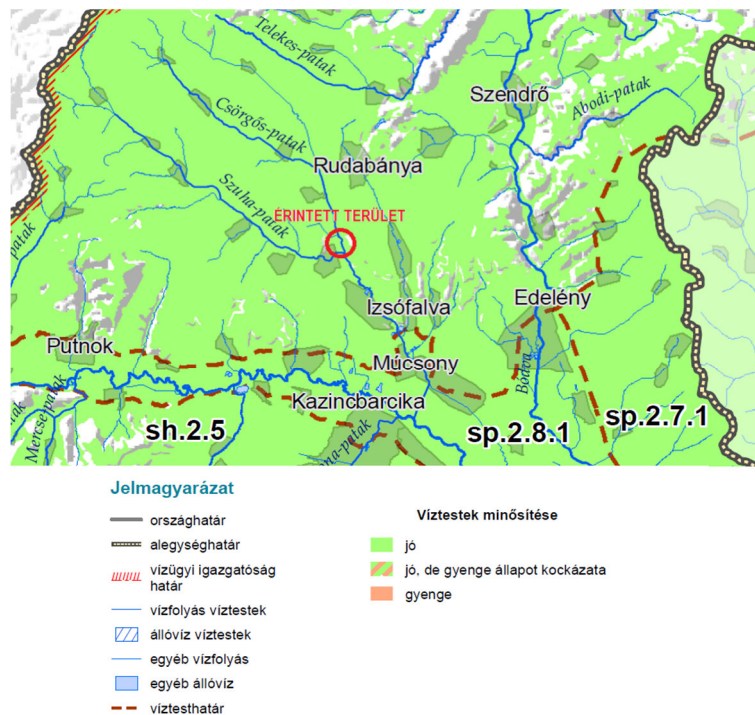 Telekes-patak
Szendrő
Abodi-patak
Csörgős-patak
Rudabánya
Szuha-patak
ÉRINTETT TERÜLET
patak
Izsófalva
Edelény
Putnok
Múcsony
Bódva
Mercse-patak
Kazincbarcika
sh.2.5
ona-patak
sp.2.8.1
sp.2.7.1
Jelmagyarázat
országhatár
alegységhatár
vízügyi igazgatóság
határ
vízfolyás víztestek
állóvíz víztestek
egyéb vízfolyás
egyéb állóvíz
víztesthatár
Víztestek minősítése
jó
jó, de gyenge állapot kockázata
gyenge